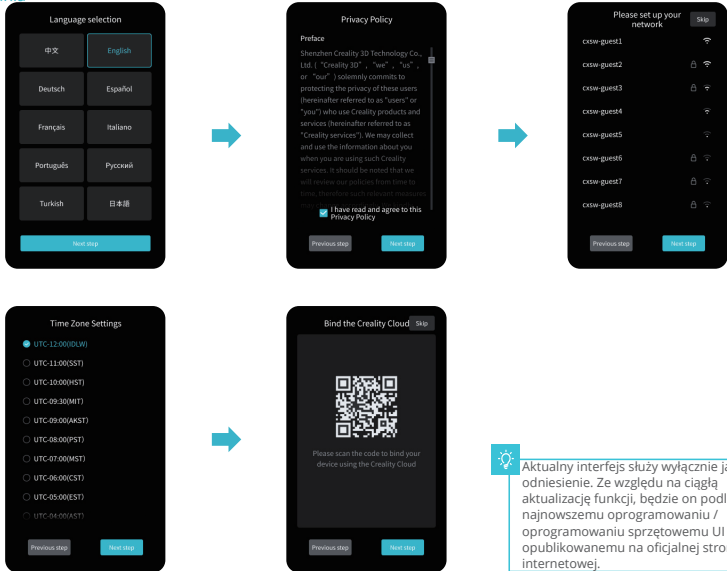 Language selection
中文
English
Deutsch
Español
Français
Italiano
Português
Русский
Turkish
日本語
Next step
Privacy Policy
Preface
Shenzhen Creality 3D Technology Co.,
Ltd. ( "Creality 3D" , "we" , "us" ,
or "our" ) solemnly commits to
protecting the privacy of these users
(hereinafter referred to as "users" or
"you") who use Creality products and
services (hereinafter referred to as
"Creality services"). We may collect
and use the information about you
when you are using such Creality
services. It should be noted that we
will review our policies from time to
time, therefore such relevant measures
I have read and agree to this
Privacy Policy
Previous step
Next step
Please set up your
network
Skip
cxsw-guest1
cxsw-guest2
cxsw-guest3
cxsw-guest4
cxsw-guest5
cxsw-guest6
cxsw-guest7
cxsw-guest8
Previous step
Next step
Time Zone Settings
UTC-12:00(IDLW)
UTC-11:00(SST)
UTC-10:00(HST)
UTC-09:30(MIT)
UTC-09:00(AKST)
UTC-08:00(PST)
UTC-07:00(MST)
UTC-06:00(CST)
UTC-05:00(EST)
UTC-04:00(AST)
Previous step
Next step
Bind the Creality Cloud
Skip
Please scan the code to bind your
device using the Creality Cloud
Previous step
Next step
Aktualny interfejs służy wyłącznie
odniesienie. Ze względu na ciągłą
aktualizację funkcji, będzie on
najnowszemu oprogramowaniu /
oprogramowaniu sprzętowemu UI
opublikowanemu na oficjalnej
internetowej.